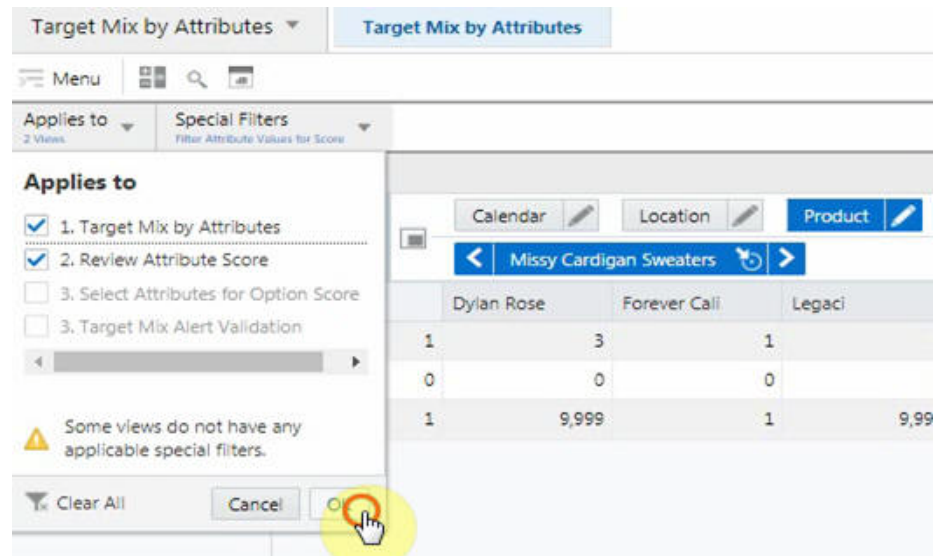 Target Mix by Attributes
Target Mix by Attributes
Menu
Applies to
2 Views
Special Filters
Filter Attribute Values for Score
Applies to
1. Target Mix by Attributes
2. Review Attribute Score
3. Select Attributes for Option Score
3. Target Mix Alert Validation
Some views do not have any
applicable special filters.
Clear All
Cancel
Calendar
Location
Product
Missy Cardigan Sweaters
Dylan Rose Forever Cali Legaci
1 3 1
0 0 0
1 9,999 1 9,99